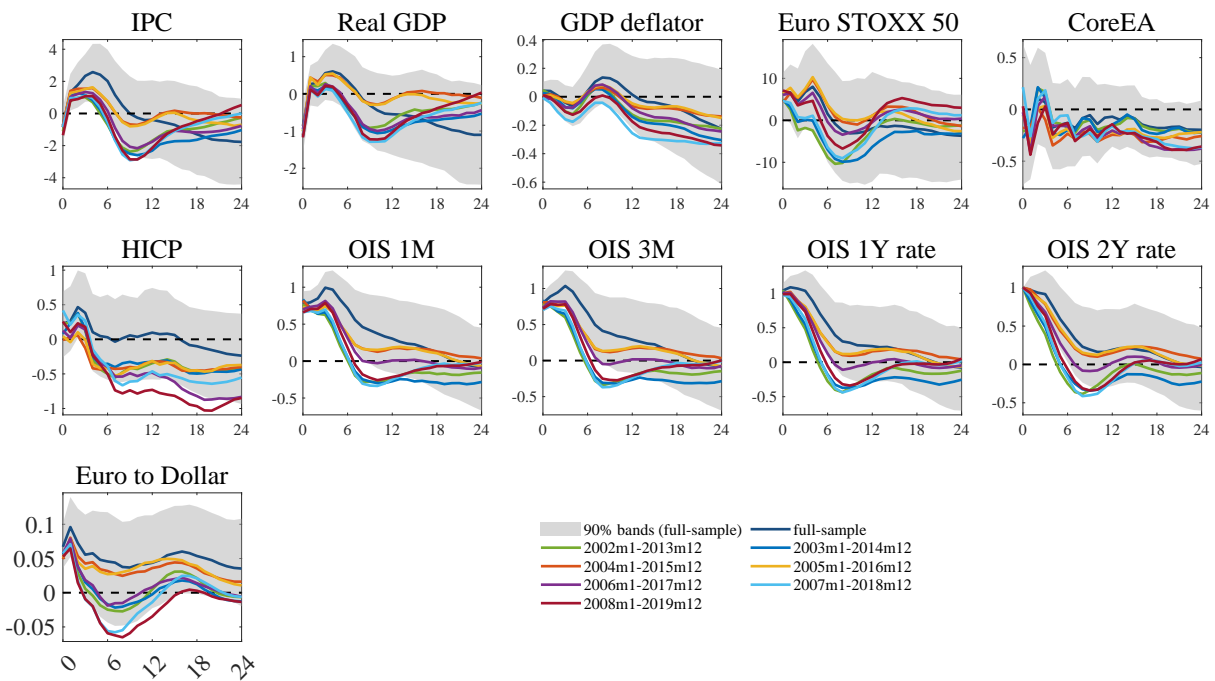 IPC Real GDP GDP deflator Euro STOXX 50 CoreEA
4 2 0 -2 -4 0 6 12 18 24
1 0 -1 -2 0 6 12 18 24
0.4 0.2 0 -0.2 -0.4 -0.6 0 6 12 18 24
10 0 -10 0 6 12 18 24
0.5 0 -0.5 0 6 12 18 24
HICP OIS 1M OIS 3M OIS 1Y rate OIS 2Y rate
1 0.5 0 -0.5 -1 0 6 12 18 24
1 0.5 0 -0.5 0 6 12 18 24
1 0.5 0 -0.5 0 6 12 18 24
1 0.5 0 -0.5 0 6 12 18 24
1 0.5 0 -0.5 0 6 12 18 24
Euro to Dollar
0.1 0.05 0 -0.05 0 6 12 18 24
90% bands (full-sample) full-sample
2002m1-2013m12 2003m1-2014m12
2004m1-2015m12 2005m1-2016m12
2006m1-2017m12 2007m1-2018m12
2008m1-2019m12